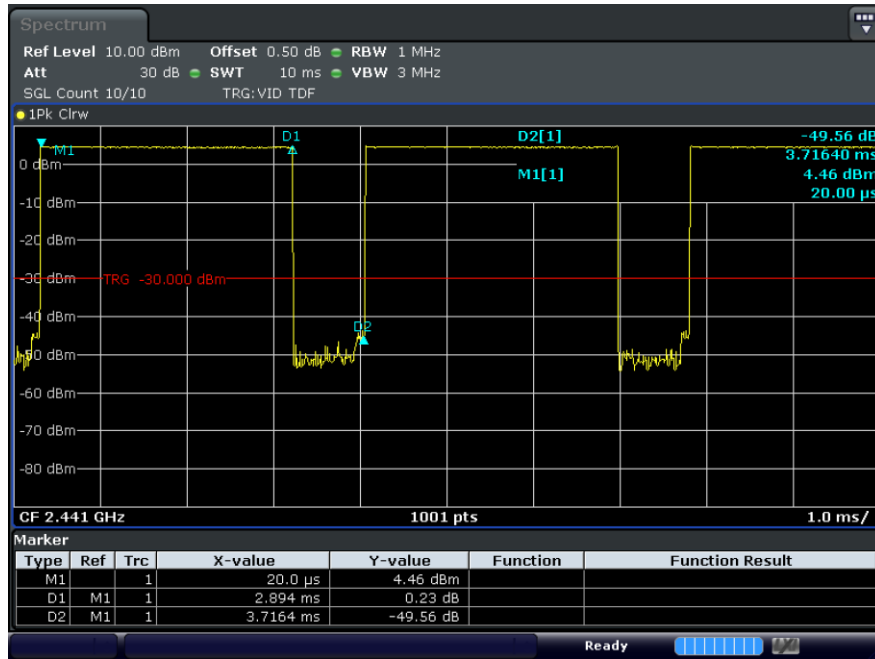 Spectrum
Ref Level 10.00 dBm Offset 0.50 dB RBW 1 MHz
Att 30 dB SWT 10 ms VBW 3 MHz
SGL Count 10/10 TRG:VID TDF
1Pk Clrw
M1 D1 D2[1] -49.56 dB
3.71640 ms
0 dBm M1[1] 4.46 dBm
20.00 µs
-10 dBm
-20 dBm
-30 dBm TRG -30.000 dBm
-40 dBm D2
-50 dBm
-60 dBm
-70 dBm
-80 dBm
CF 2.441 GHz 1001 pts 1.0 ms/
Marker
Type Ref Trc X-value Y-value Function Function Result
M1 1 20.0 µs 4.46 dBm
D1 M1 1 2.894 ms 0.23 dB
D2 M1 1 3.7164 ms -49.56 dB
Ready